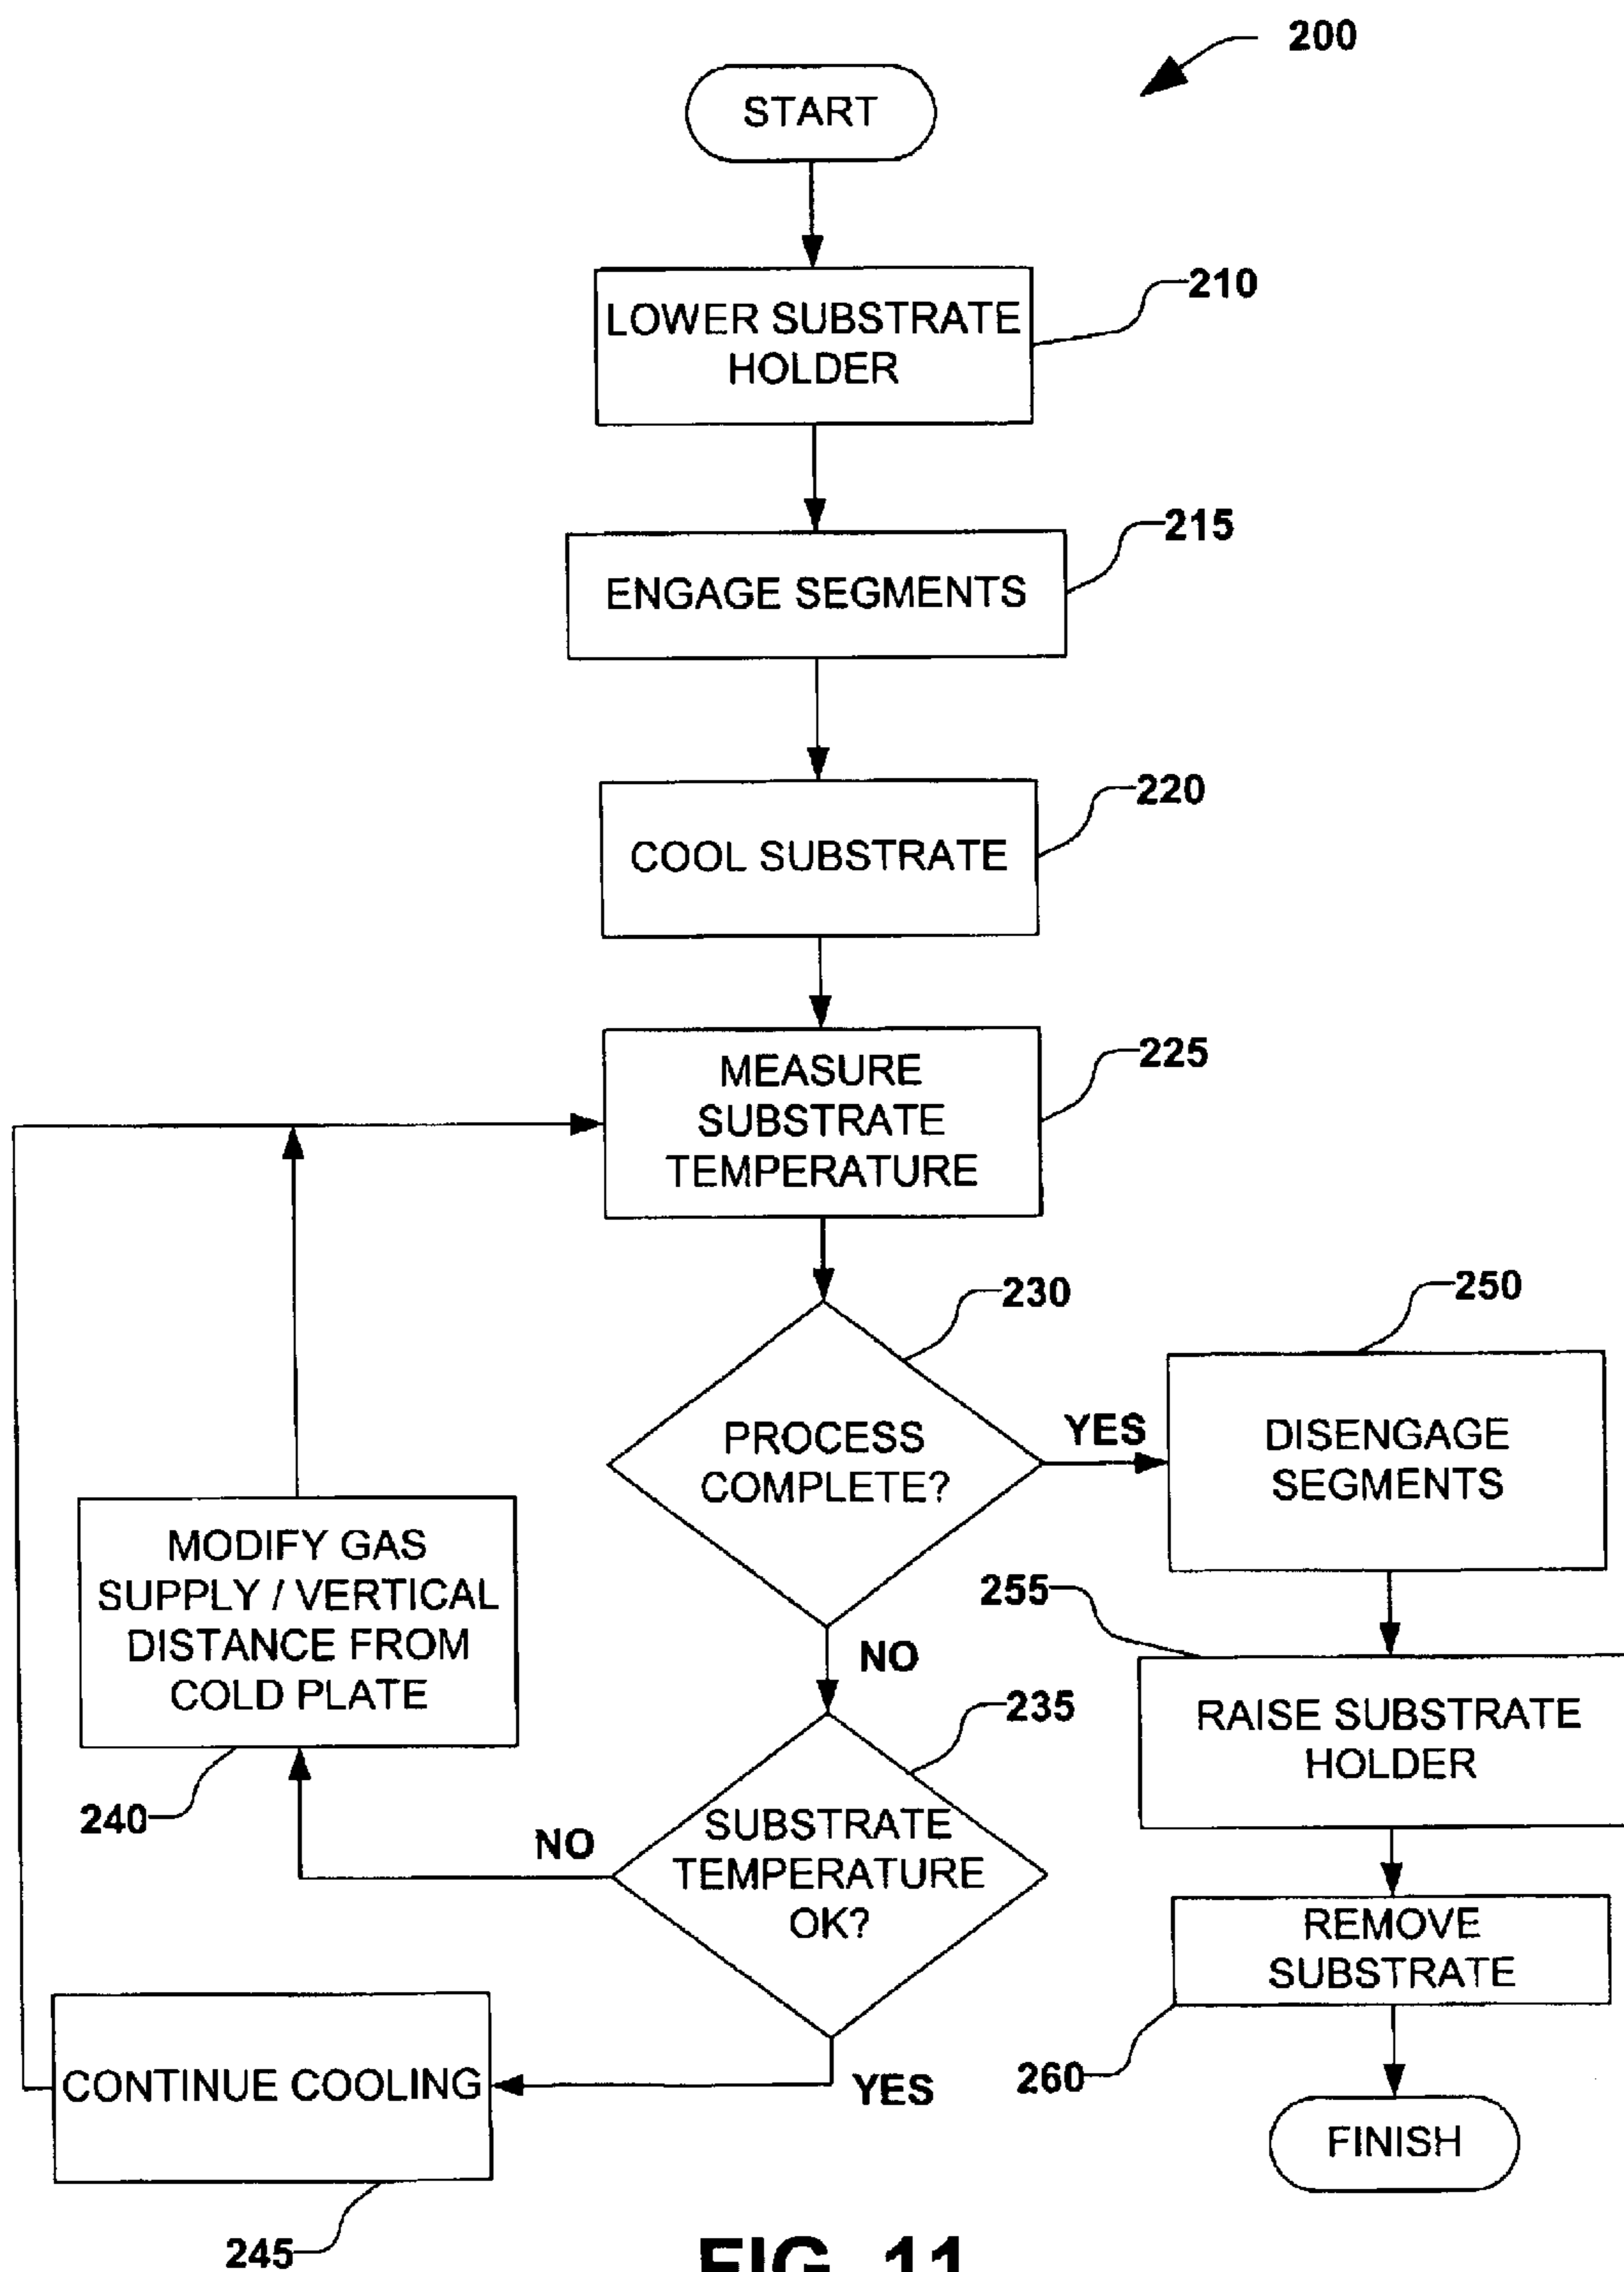 200
START
210
LOWER SUBSTRATE
HOLDER
215
ENGAGE SEGMENTS
220
COOL SUBSTRATE
225
MEASURE
SUBSTRATE
TEMPERATURE
230
PROCESS
COMPLETE?
YES
NO
250
DISENGAGE
SEGMENTS
MODIFY GAS
SUPPLY / VERTICAL
DISTANCE FROM
COLD PLATE
240
255
RAISE SUBSTRATE
HOLDER
235
SUBSTRATE
TEMPERATURE
OK?
NO
YES
REMOVE
SUBSTRATE
260
CONTINUE COOLING
245
FINISH
FIG. 11